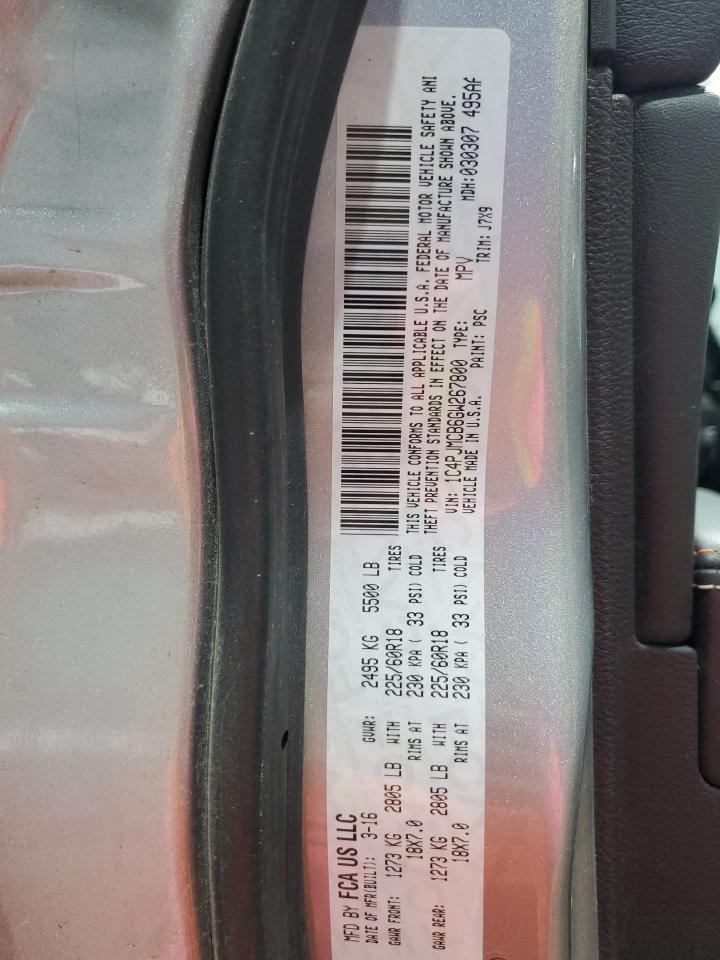 MFD BY FCA US LLC
DATE OF MFR(BUILT): 3-16 GVWR: 2495 KG 5500 LB
GAWR FRONT: 1273 KG 2805 LB WITH 225/60R18 TIRES
18X7.0 RIMS AT 230 KPA ( 33 PSI) COLD
GAWR REAR: 1273 KG 2805 LB WITH 225/60R18 TIRES
18X7.0 RIMS AT 230 KPA ( 33 PSI) COLD
THIS VEHICLE CONFORMS TO ALL APPLICABLE U.S.A. FEDERAL MOTOR VEHICLE SAFETY AND
THEFT PREVENTION STANDARDS IN EFFECT ON THE DATE OF MANUFACTURE SHOWN ABOVE.
VIN: 1C4PJMCB6GW267800 TYPE: MPV MDH:030307 495AF
VEHICLE MADE IN U.S.A. PAINT: PSC TRIM: J7X9